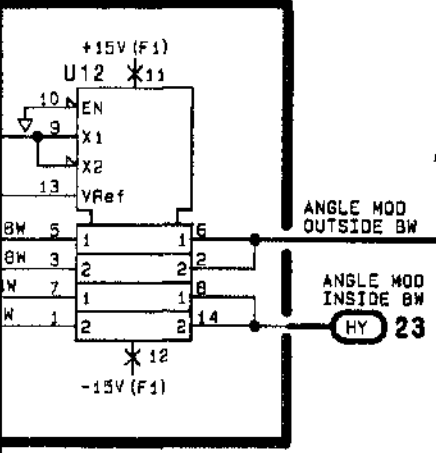 +15V(F1)
U12
11
10
EN
9
X1
X2
13
VRef
ANGLE MOD
OUTSIDE BW
BW 5 1 1 6
BW 3 2 2 2
ANGLE MOD
INSIDE BW
W 7 1 1 8
W 1 2 2 14
HY 23
12
-15V(F1)